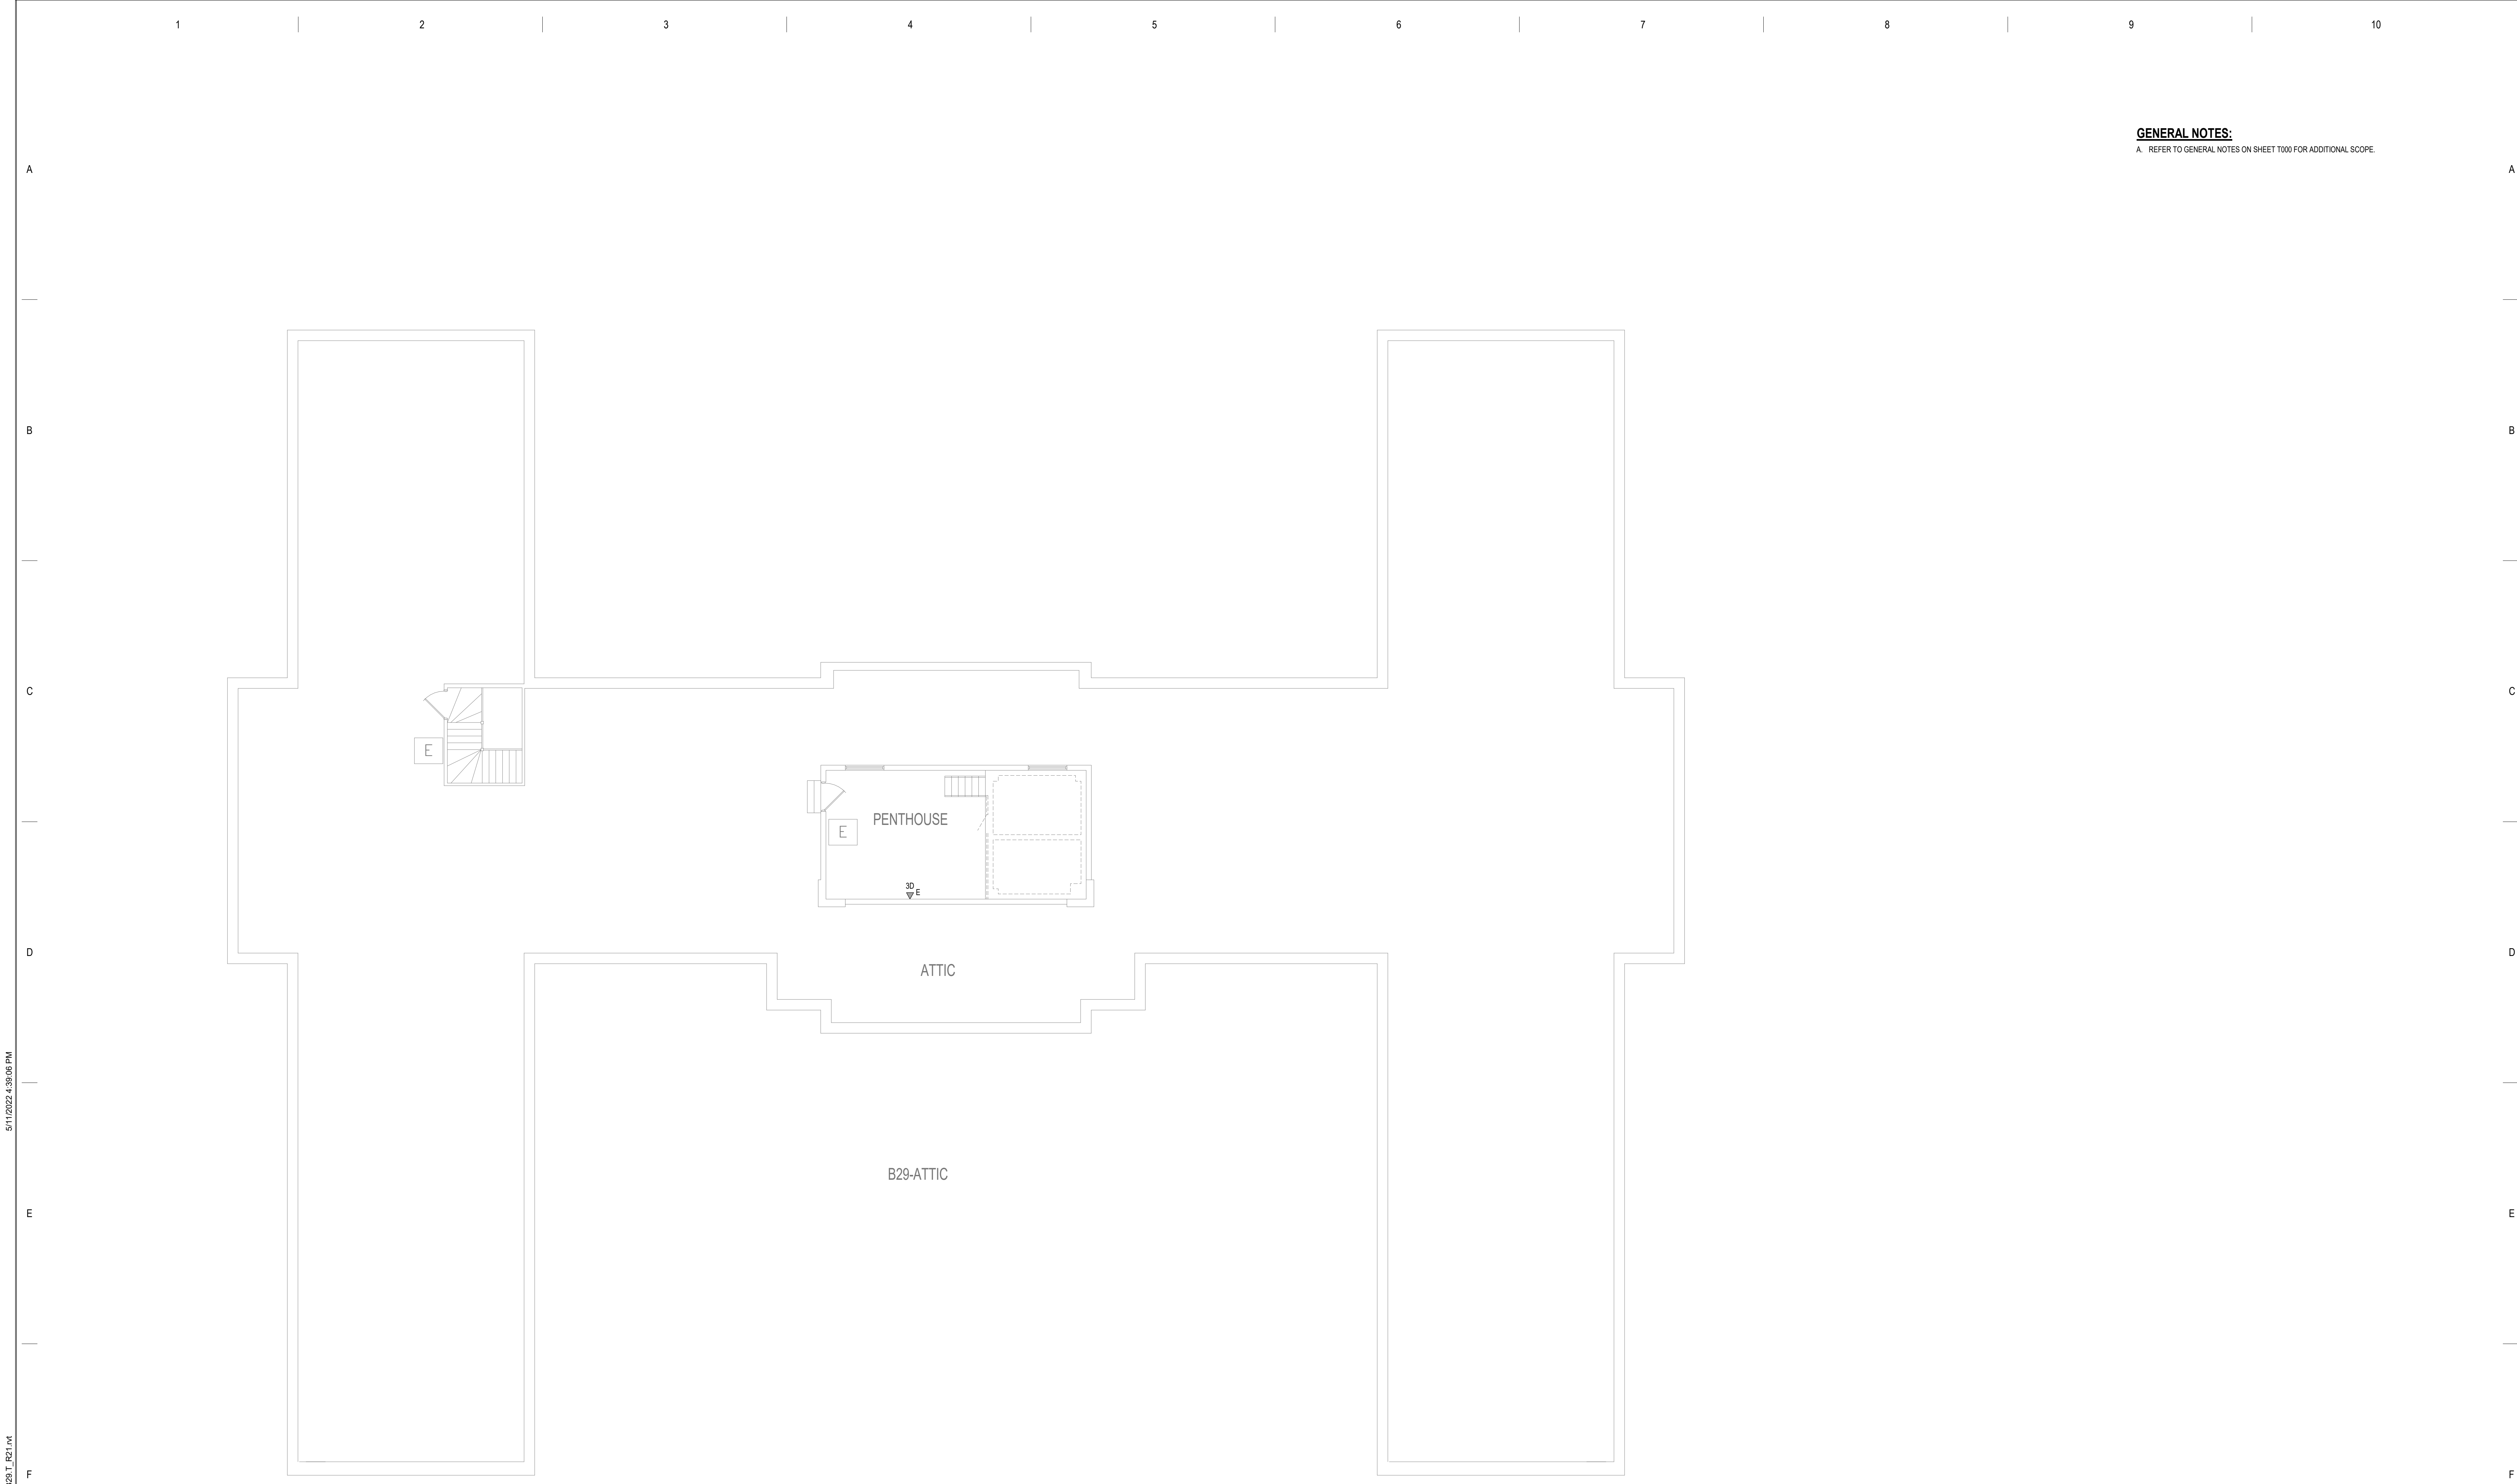 1 2 3 4 5 6 7 8 9 10
GENERAL NOTES:
A. REFER TO GENERAL NOTES ON SHEET T000 FOR ADDITIONAL SCOPE.
A A
B B
C C
E
PENTHOUSE
E
3D
E
D D
ATTIC
5/11/2022 4:39:06 PM
B29-ATTIC
E E
F F